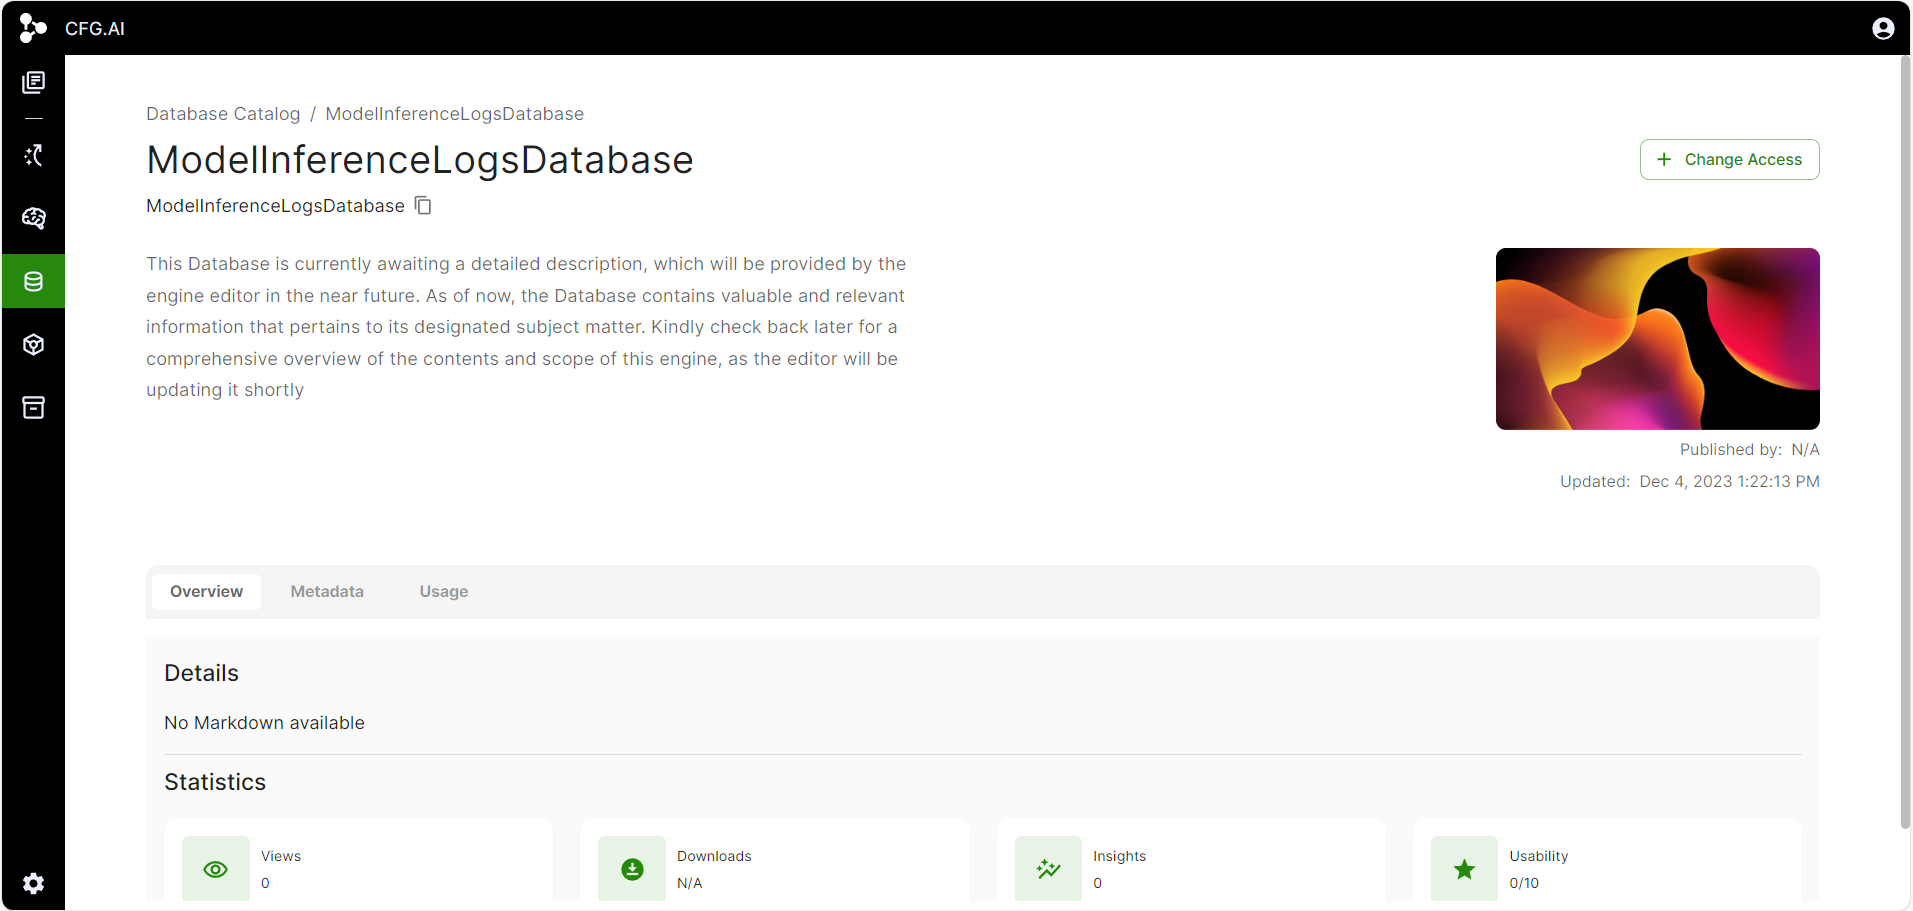 CFG.AI
Database Catalog / ModelInferenceLogsDatabase
ModelInferenceLogsDatabase
+ Change Access
ModelInferenceLogsDatabase
This Database is currently awaiting a detailed description, which will be provided by the
engine editor in the near future. As of now, the Database contains valuable and relevant
information that pertains to its designated subject matter. Kindly check back later for a
comprehensive overview of the contents and scope of this engine, as the editor will be
updating it shortly
Published by: N/A
Updated: Dec 4, 2023 1:22:13 PM
Overview Metadata Usage
Details
No Markdown available
Statistics
Views
0
Downloads
N/A
Insights
0
Usability
0/10